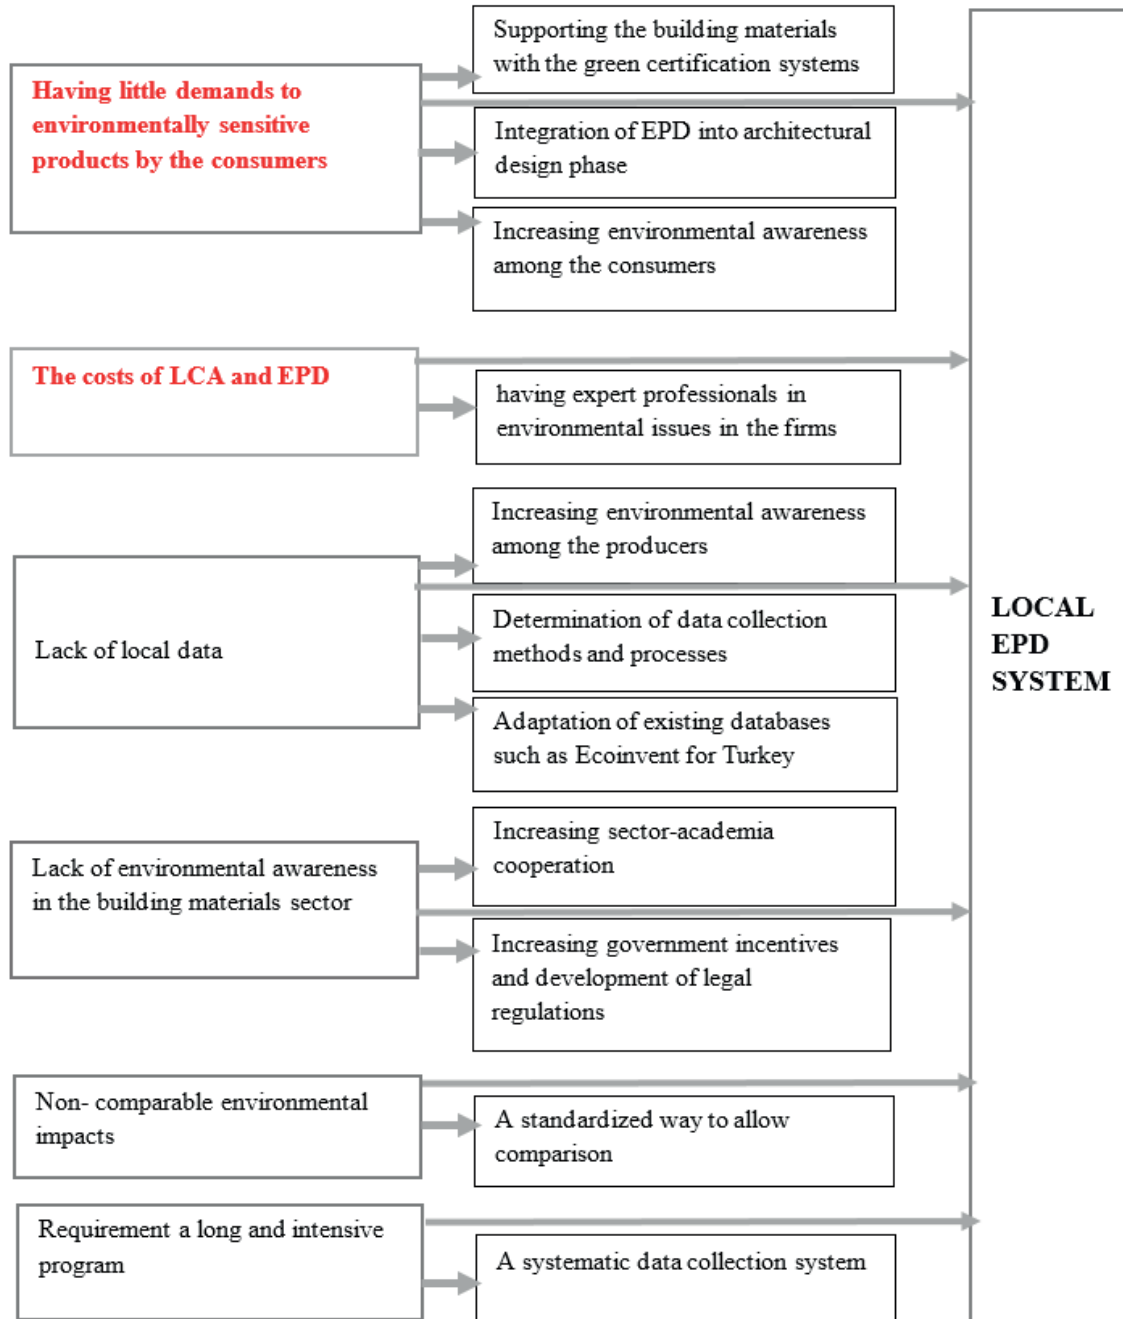 Supporting the building materials
with the green certification systems
Having little demands to
environmentally sensitive
products by the consumers
Integration of EPD into architectural
design phase
Increasing environmental awareness
among the consumers
The costs of LCA and EPD
having expert professionals in
environmental issues in the firms
Increasing environmental awareness
among the producers
Lack of local data
Determination of data collection
methods and processes
Adaptation of existing databases
such as Ecoinvent for Turkey
Lack of environmental awareness
in the building materials sector
Increasing sector-academia
cooperation
Increasing government incentives
and development of legal
regulations
Non- comparable environmental
impacts
A standardized way to allow
comparison
Requirement a long and intensive
program
A systematic data collection system
LOCAL
EPD
SYSTEM